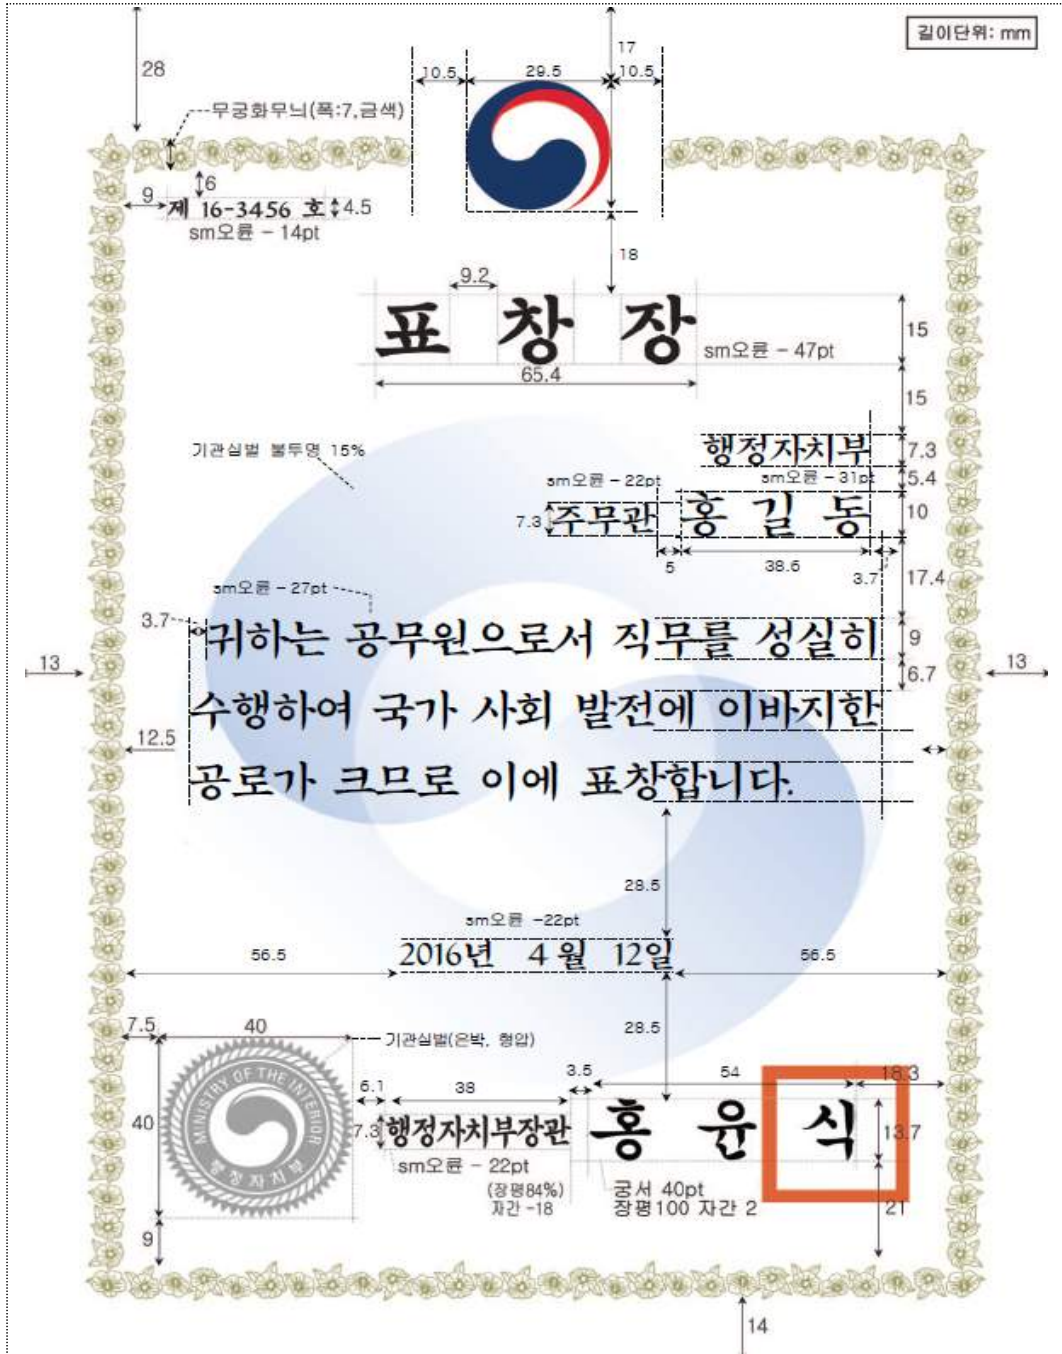 길이단위: mm
17
28
10.5
29.5
10.5
무궁화무늬(폭:7,금색)
6
9
제 16-3456 호
4.5
sm오륜 - 14pt
18
9.2
표 창 장
15
sm오륜 - 47pt
65.4
15
기관심벌 불투명 15%
행정자치부
7.3
sm오륜 - 22pt
sm오륜 - 31pt
5.4
7.3
주무관
홍 길 동
10
5
38.6
3.7
17.4
sm오륜 - 27pt
3.7
귀하는 공무원으로서 직무를 성실히
9
13
13
6.7
수행하여 국가 사회 발전에 이바지한
12.5
공로가 크므로 이에 표창합니다.
28.5
sm오륜 -22pt
56.5
2016년 4월 12일
56.5
28.5
7.5
40
기관심벌(은박, 형압)
6.1
38
3.5
54
18.3
40
MINISTRY OF THE INTERIOR
행정자치부
7.3
행정자치부장관
홍 윤 식
13.7
sm오륜 - 22pt
(장평84%)
자간 -18
궁서 40pt
장평100 자간 2
21
9
14